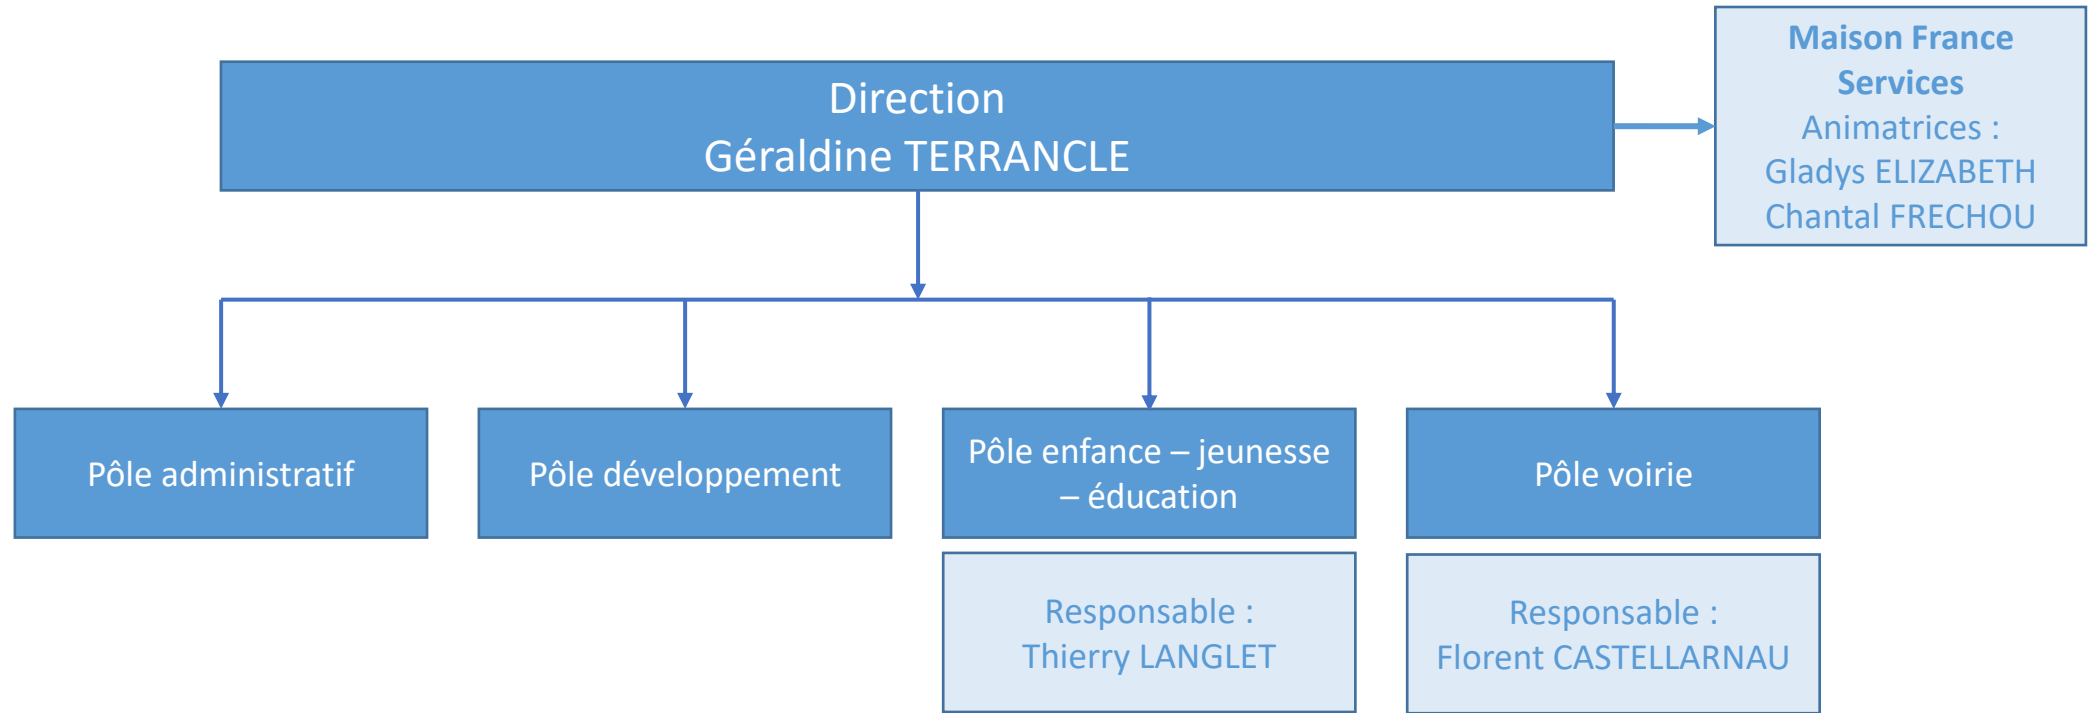 Direction
Géraldine TERRANCLE
Maison France
Services
Animatrices :
Gladys ELIZABETH
Chantal FRECHOU
Pôle administratif
Pôle développement
Pôle enfance – jeunesse
– éducation
Pôle voirie
Responsable :
Thierry LANGLET
Responsable :
Florent CASTELLARNAU